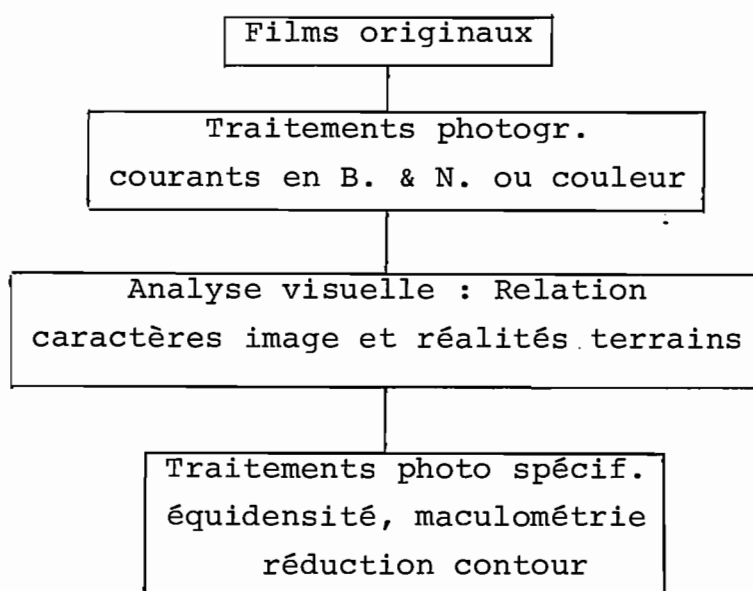 Films originaux
Traitements photogr.
courants en B. & N. ou couleur
Analyse visuelle : Relation
caractères image et réalités terrains
Traitements photo spécif.
équidensité, maculométrie
réduction contour